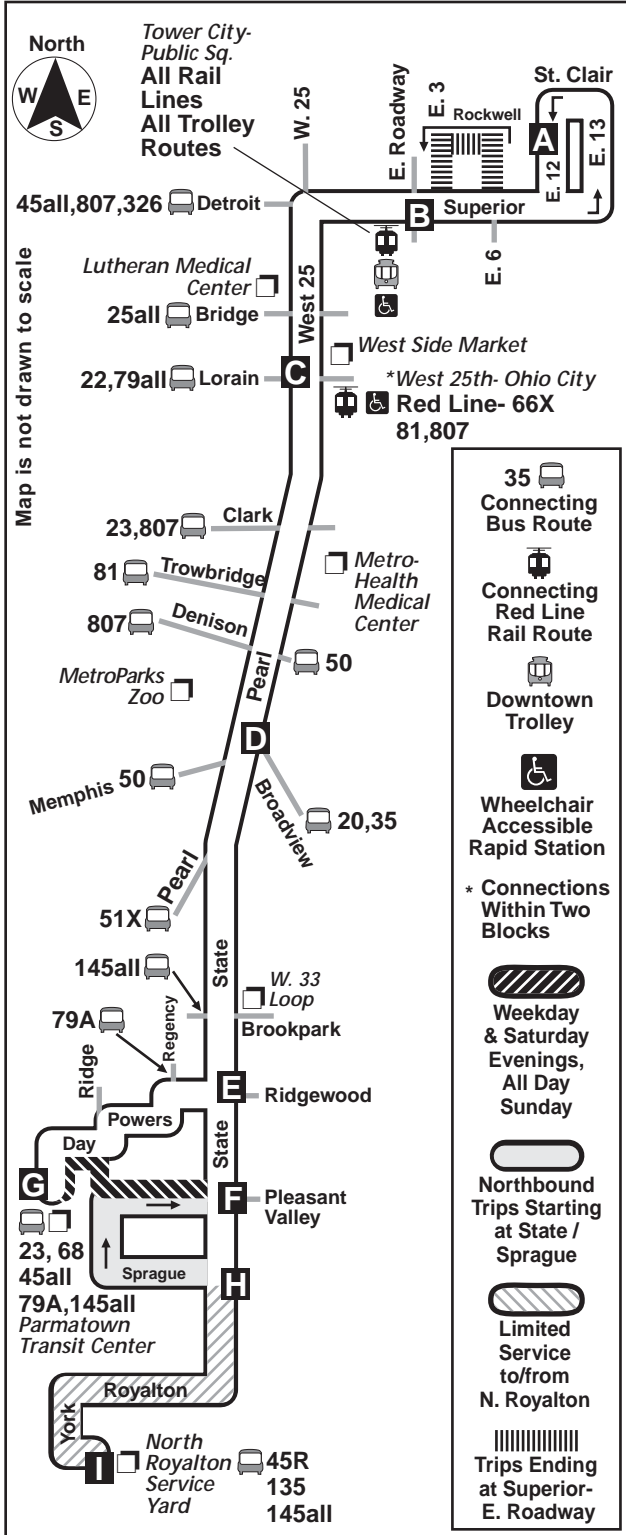 North
W
E
S
Tower City-
Public Sq.
All Rail
Lines
All Trolley
Routes
W. 25
E. Roadway
E. 3
Rockwell
St. Clair
A
E. 12
E. 13
45all,807,326
Detroit
B
Superior
E. 6
Lutheran Medical
Center
West 25
25all
Bridge
West Side Market
22,79all
Lorain
C
*West 25th- Ohio City
Red Line- 66X
81,807
Map is not drawn to scale
23,807
Clark
81
Trowbridge
Metro-
Health
Medical
Center
807
Denison
50
MetroParks
Zoo
Pearl
D
Memphis
50
Broadview
20,35
Pearl
51X
State
145all
W. 33
Loop
Brookpark
79A
Regency
Ridge
E
Ridgewood
Powers
Day
State
G
F
Pleasant
Valley
23, 68
45all
79A,145all
Parmatown
Transit Center
Sprague
H
Royalton
York
I
North
Royalton
Service
Yard
45R
135
145all
35
Connecting
Bus Route
Connecting
Red Line
Rail Route
Downtown
Trolley
Wheelchair
Accessible
Rapid Station
* Connections
Within Two
Blocks
Weekday
& Saturday
Evenings,
All Day
Sunday
Northbound
Trips Starting
at State /
Sprague
Limited
Service
to/from
N. Royalton
Trips Ending
at Superior-
E. Roadway